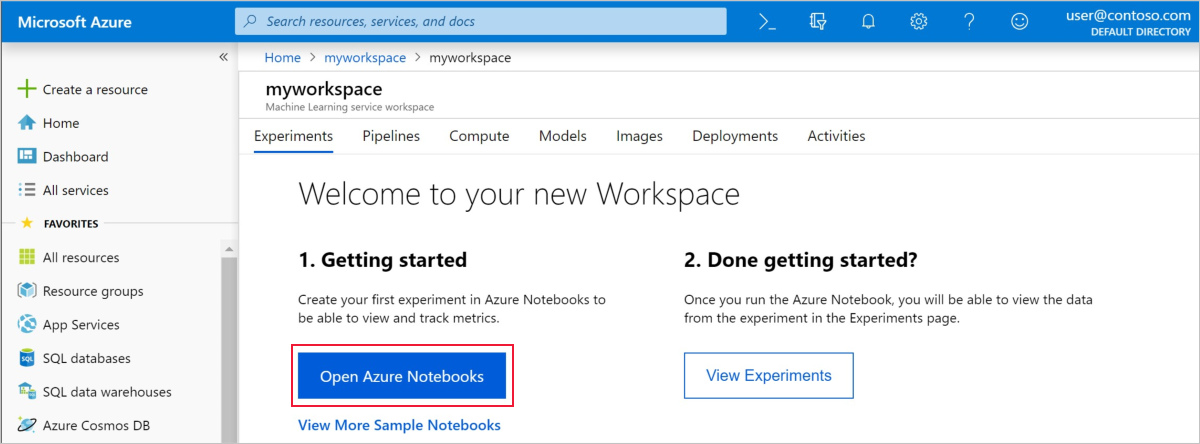 Microsoft Azure
Search resources, services, and docs
user@contoso.com
DEFAULT DIRECTORY
Create a resource
Home
Dashboard
All services
FAVORITES
All resources
Resource groups
App Services
SQL databases
SQL data warehouses
Azure Cosmos DB
Home > myworkspace > myworkspace
myworkspace
Machine Learning service workspace
Experiments Pipelines Compute Models Images Deployments Activities
Welcome to your new Workspace
1. Getting started
Create your first experiment in Azure Notebooks to
be able to view and track metrics.
Open Azure Notebooks
View More Sample Notebooks
2. Done getting started?
Once you run the Azure Notebook, you will be able to view the data
from the experiment in the Experiments page.
View Experiments